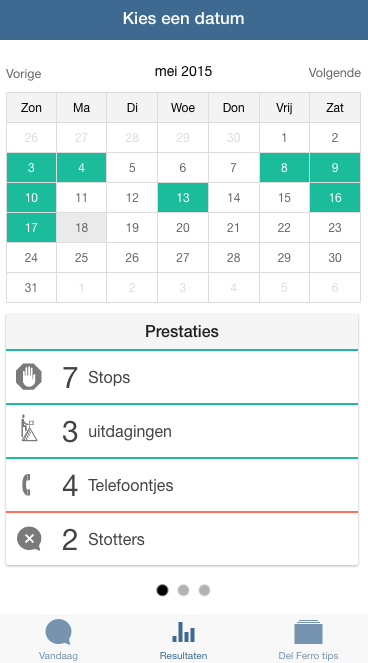 Kies een datum
Vorige mei 2015 Volgende
Zon Ma Di Woe Don Vrij Zat
26 27 28 29 30 1 2
3 4 5 6 7 8 9
10 11 12 13 14 15 16
17 18 19 20 21 22 23
24 25 26 27 28 29 30
31 1 2 3 4 5 6
Prestaties
7 Stops
3 uitdagingen
4 Telefoontjes
2 Stotters
Vandaag Resultaten Del Ferro tips